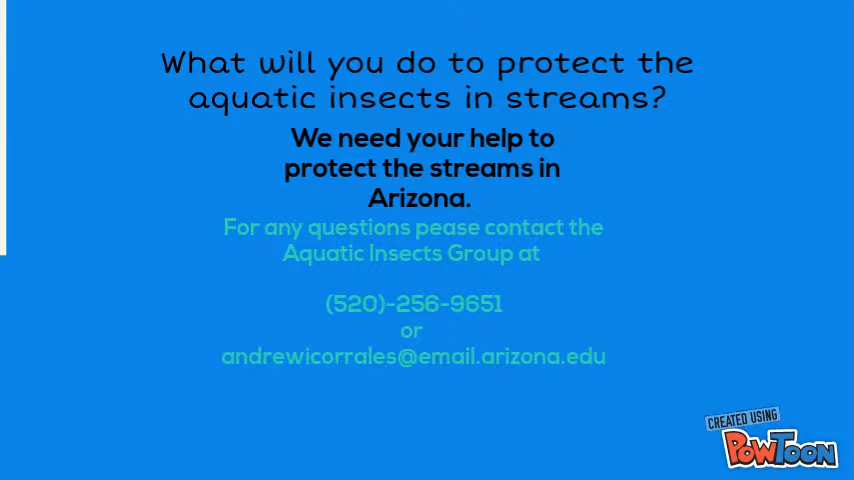 What will you do to protect the
aquatic insects in streams?
We need your help to
protect the streams in
Arizona.
For any questions pease contact the
Aquatic Insects Group at
(520)-256-9651
or
andrewicorrales@email.arizona.edu
CREATED USING
POWTOON